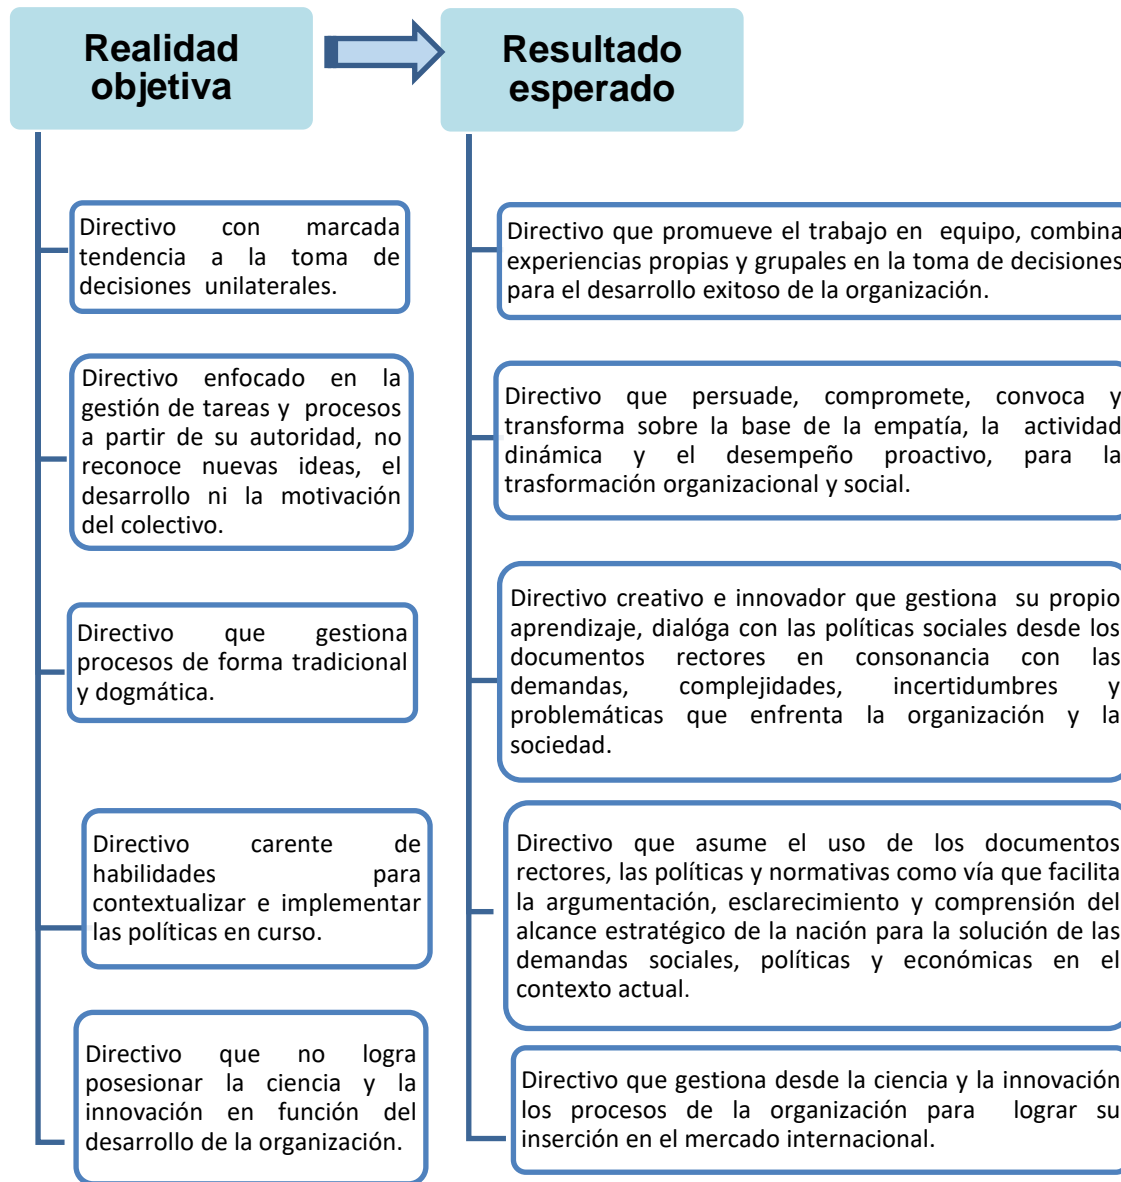 Realidad
objetiva
Resultado
esperado
Directivo con marcada
tendencia a la toma de
decisiones unilaterales.
Directivo enfocado en la
gestión de tareas y procesos
a partir de su autoridad, no
reconoce nuevas ideas, el
desarrollo ni la motivación
del colectivo.
Directivo que gestiona
procesos de forma tradicional
y dogmática.
Directivo carente de
habilidades para
contextualizar e implementar
las políticas en curso.
Directivo que no logra
posesionar la ciencia y la
innovación en función del
desarrollo de la organización.
Directivo que promueve el trabajo en equipo, combina
experiencias propias y grupales en la toma de decisiones
para el desarrollo exitoso de la organización.
Directivo que persuade, compromete, convoca y
transforma sobre la base de la empatía, la actividad
dinámica y el desempeño proactivo, para la
trasformación organizacional y social.
Directivo creativo e innovador que gestiona su propio
aprendizaje, dialóga con las políticas sociales desde los
documentos rectores en consonancia con las
demandas, complejidades, incertidumbres y
problemáticas que enfrenta la organización y la
sociedad.
Directivo que asume el uso de los documentos
rectores, las políticas y normativas como vía que facilita
la argumentación, esclarecimiento y comprensión del
alcance estratégico de la nación para la solución de las
demandas sociales, políticas y económicas en el
contexto actual.
Directivo que gestiona desde la ciencia y la innovación
los procesos de la organización para lograr su
inserción en el mercado internacional.